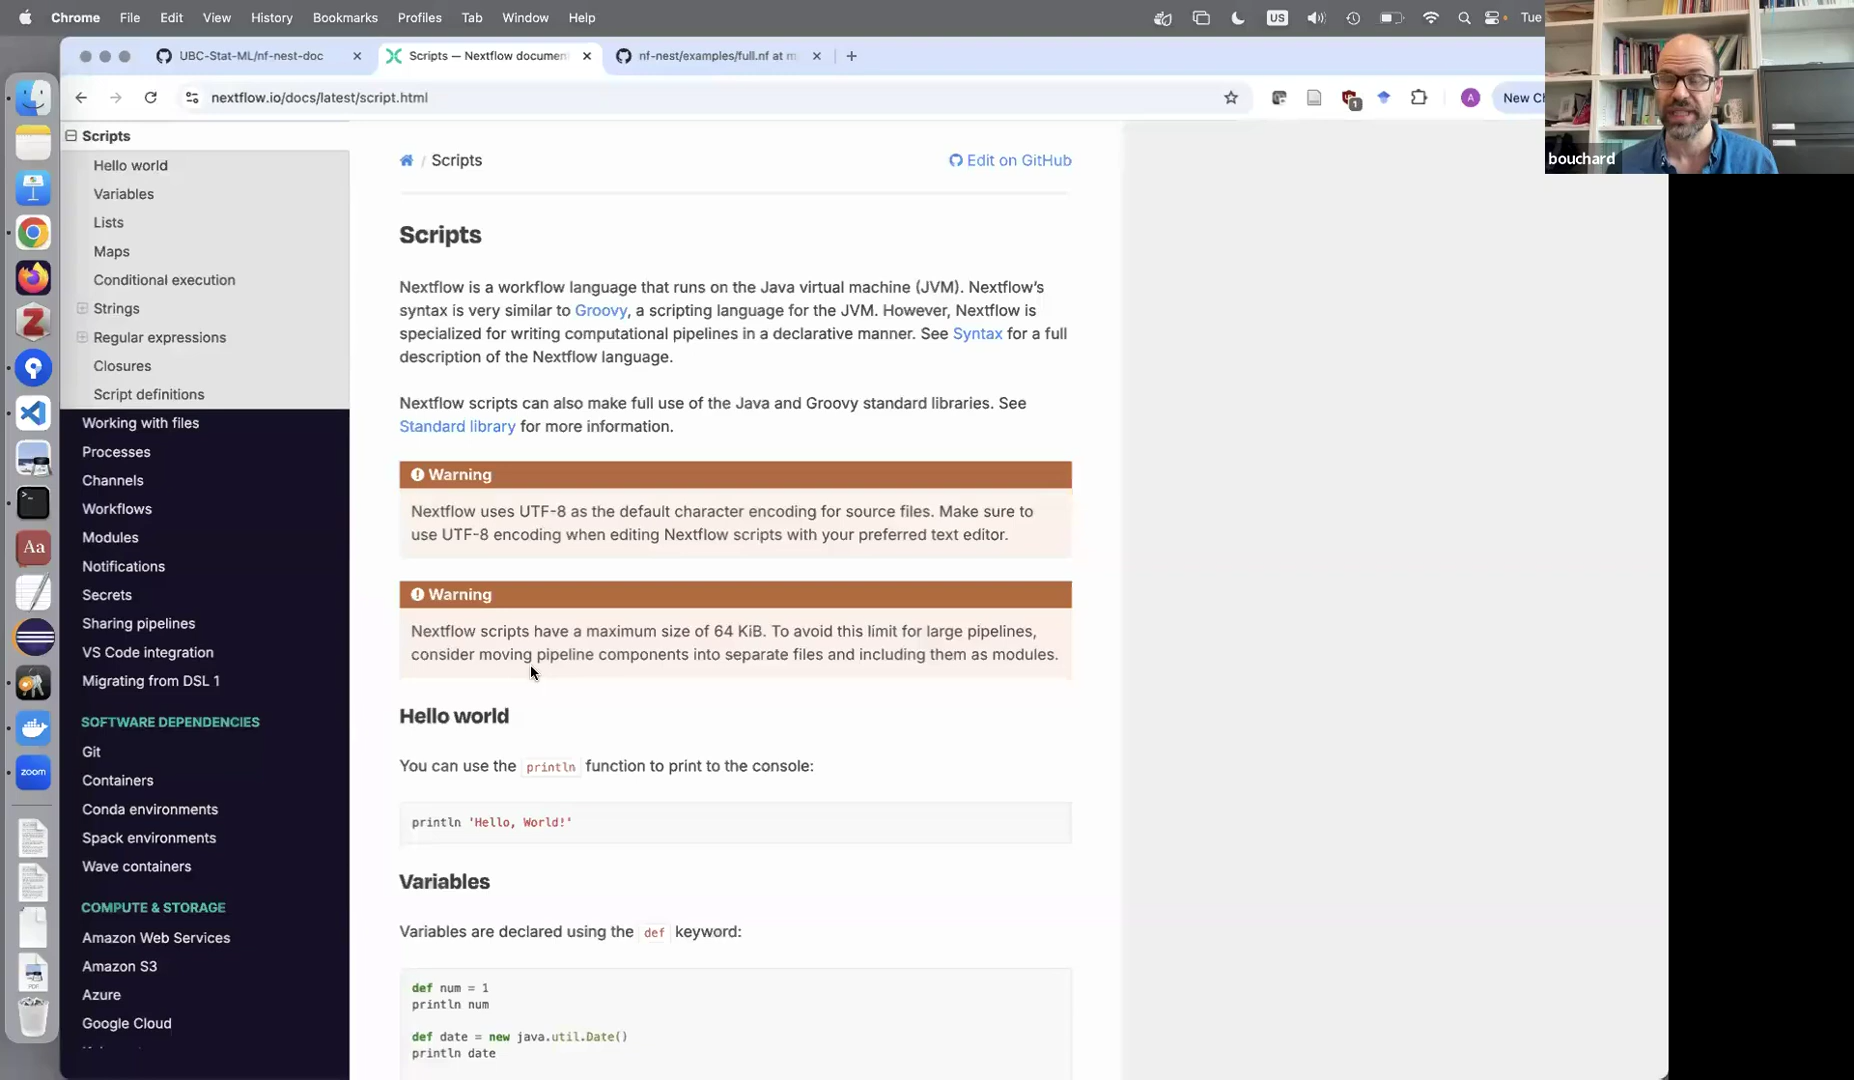 Chrome File Edit View History Bookmarks Profiles Tab Window Help US Tue
UBC-Stat-ML/nf-nest-doc
Scripts — Nextflow documen
nf-nest/examples/full.nf at m
nextflow.io/docs/latest/script.html
1
A
New Ch
bouchard
Scripts
Hello world
Variables
Lists
Maps
Conditional execution
Strings
Regular expressions
Closures
Script definitions
Working with files
Processes
Channels
Workflows
Modules
Notifications
Secrets
Sharing pipelines
VS Code integration
Migrating from DSL 1
SOFTWARE DEPENDENCIES
Git
Containers
Conda environments
Spack environments
Wave containers
COMPUTE & STORAGE
Amazon Web Services
Amazon S3
Azure
Google Cloud
/ Scripts
Edit on GitHub
Scripts
Nextflow is a workflow language that runs on the Java virtual machine (JVM). Nextflow's
syntax is very similar to Groovy, a scripting language for the JVM. However, Nextflow is
specialized for writing computational pipelines in a declarative manner. See Syntax for a full
description of the Nextflow language.
Nextflow scripts can also make full use of the Java and Groovy standard libraries. See
Standard library for more information.
Warning
Nextflow uses UTF-8 as the default character encoding for source files. Make sure to
use UTF-8 encoding when editing Nextflow scripts with your preferred text editor.
Warning
Nextflow scripts have a maximum size of 64 KiB. To avoid this limit for large pipelines,
consider moving pipeline components into separate files and including them as modules.
Hello world
You can use the println function to print to the console:
println 'Hello, World!'
Variables
Variables are declared using the def keyword:
def num = 1
println num
def date = new java.util.Date()
println date
Aa
zoom
PDF